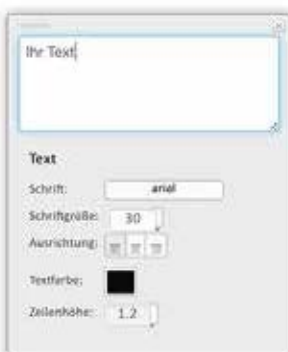 Ihr Text
Text
Schrift: arial
Schriftgröße: 30
Ausrichtung:
Textfarbe:
Zeilenhöhe: 1.2